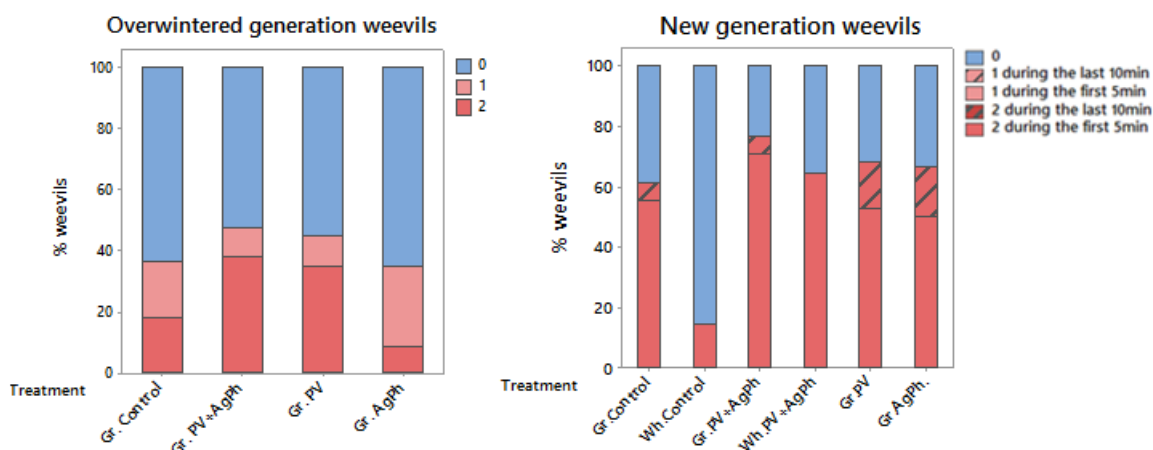 Overwintered generation weevils
0
1
2
100
80
60
40
20
0
% weevils
Treatment
Gr. Control
Gr. PV+AgPh
Gr. PV
Gr. AgPh
New generation weevils
0
1 during the last 10min
1 during the first 5min
2 during the last 10min
2 during the first 5min
100
80
60
40
20
0
% weevils
Treatment
Gr.Control
Wh.Control
Gr.PV+AgPh
Wh.PV+AgPh
Gr.PV
Gr.AgPh.